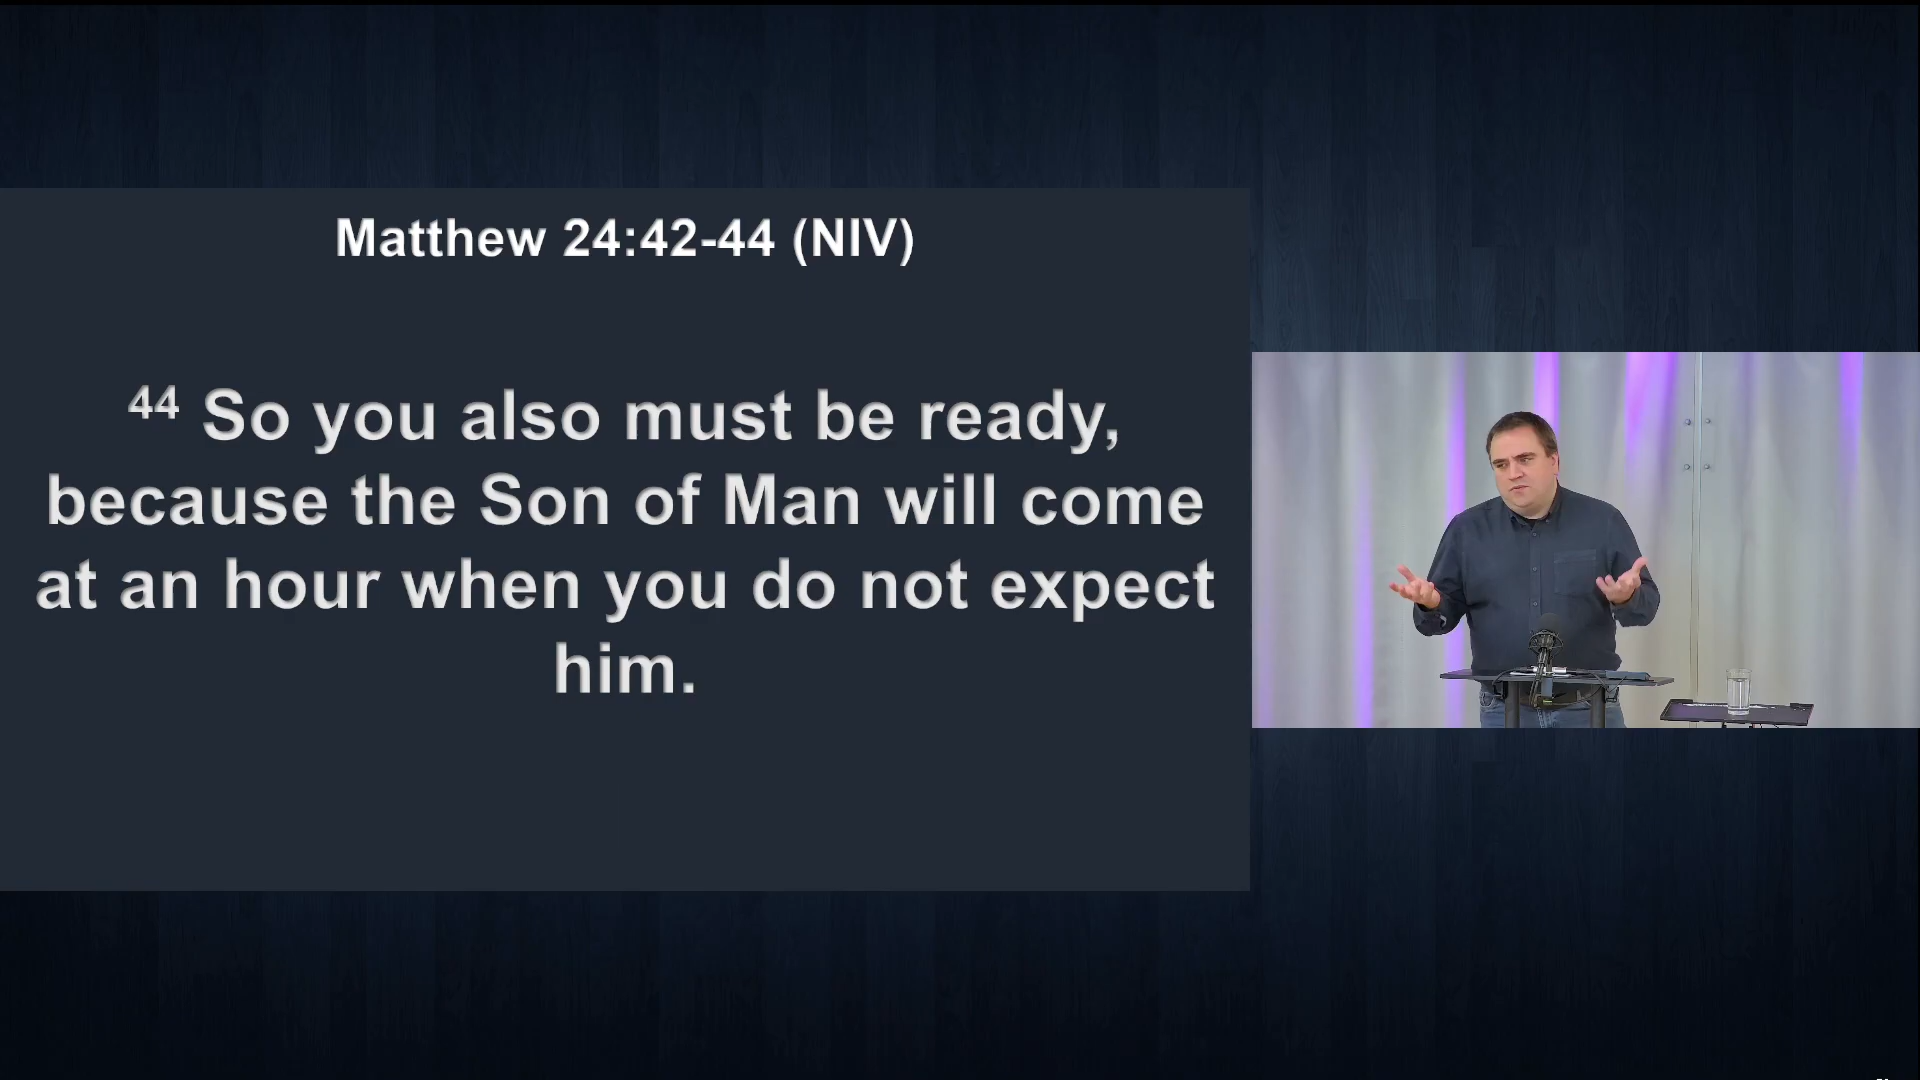 Matthew 24:42-44 (NIV)
44 So you also must be ready,
because the Son of Man will come
at an hour when you do not expect
him.